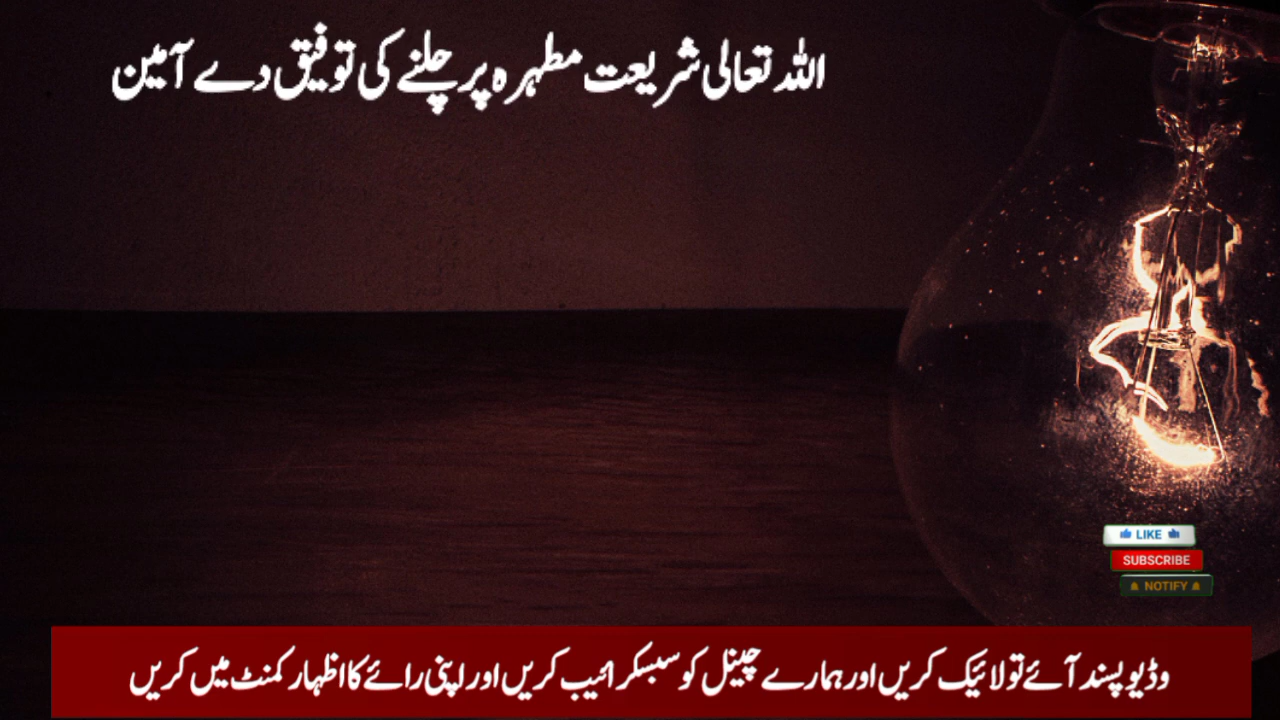 اللہ تعالی شریعت مطہرہ پر چلنے کی توفیق دے آمین
LIKE
SUBSCRIBE
NOTIFY
وڈیو پسند آئے تو لائیک کریں اور ہمارے چینل کو سبسکرائیب کریں اور اپنی رائے کا اظہار کمنٹ میں کریں